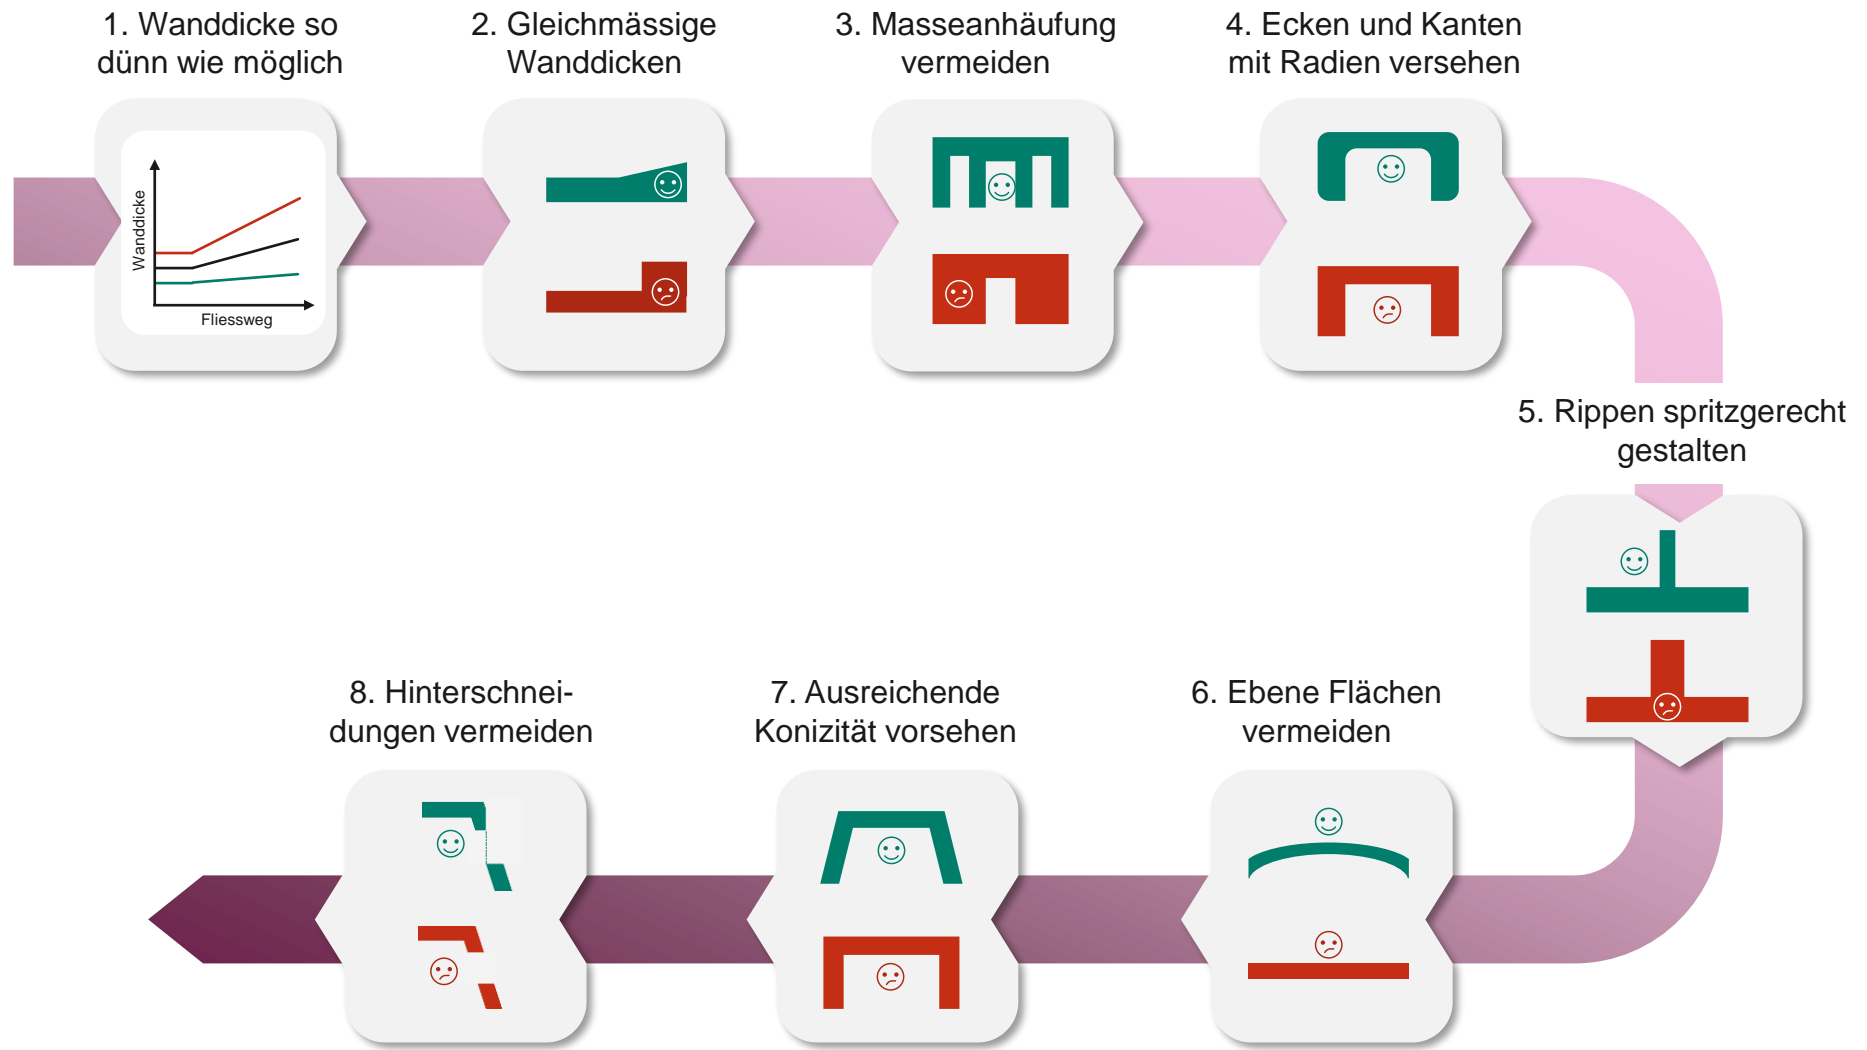 1. Wanddicke so
dünn wie möglich
Wanddicke
Fliessweg
2. Gleichmässige
Wanddicken
3. Masseanhäufung
vermeiden
4. Ecken und Kanten
mit Radien versehen
5. Rippen spritzgerecht
gestalten
6. Ebene Flächen
vermeiden
7. Ausreichende
Konizität vorsehen
8. Hinterschnei-
dungen vermeiden